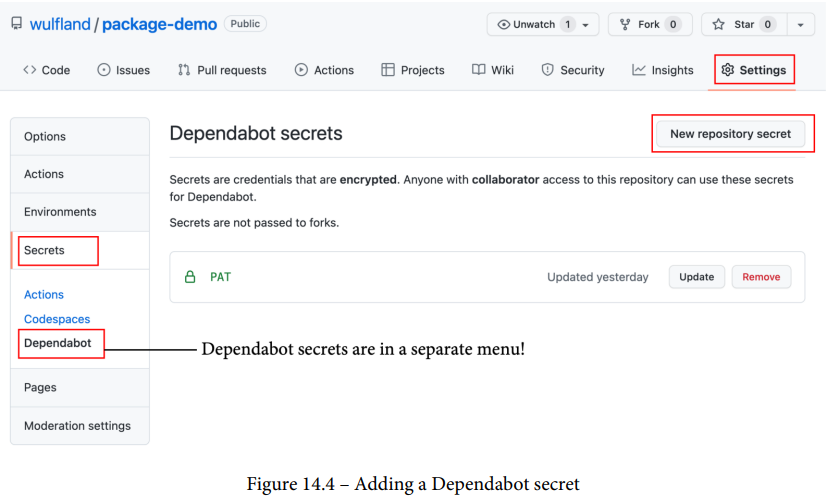 wulfland / package-demo Public
Unwatch 1 Fork 0 Star 0
Code Issues Pull requests Actions Projects Wiki Security Insights Settings
Options
Actions
Environments
Secrets
Actions
Codespaces
Dependabot
Pages
Moderation settings
Dependabot secrets
New repository secret
Secrets are credentials that are encrypted. Anyone with collaborator access to this repository can use these secrets
for Dependabot.
Secrets are not passed to forks.
PAT Updated yesterday Update Remove
Dependabot secrets are in a separate menu!
Figure 14.4 – Adding a Dependabot secret